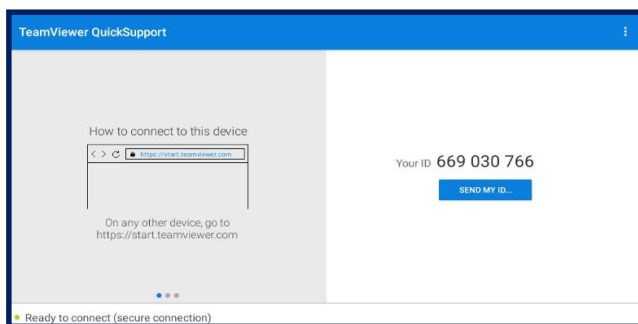 TeamViewer QuickSupport
How to connect to this device
https://start.teamviewer.com
On any other device, go to
https://start.teamviewer.com
Your ID 669 030 766
SEND MY ID...
Ready to connect (secure connection)